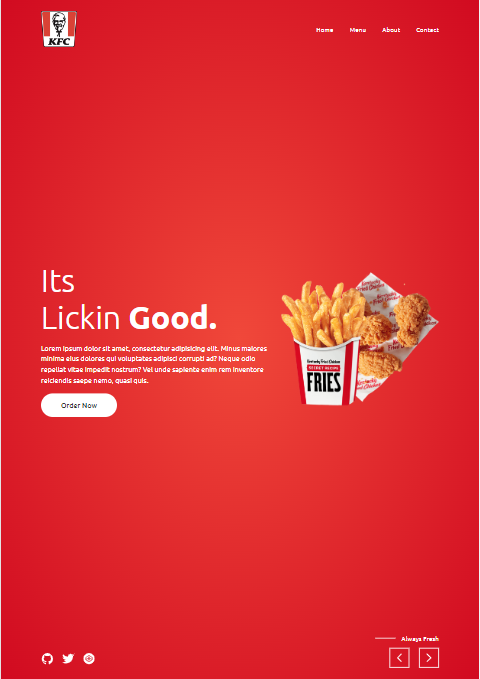 KFC
Home Menu About Contact
Its
Lickin Good.
Lorem ipsum dolor sit amet, consectetur adipisicing elit. Minus maiores
minima eius dolores qui voluptates adipisci corrupti ad? Neque odio
repellat vitae impedit nostrum? Vel unde sapiente enim rem inventore
reiciendis saepe nemo, quasi quis.
Order Now
Kentucky Fried Chicken
SECRET RECIPE
FRIES
Always Fresh